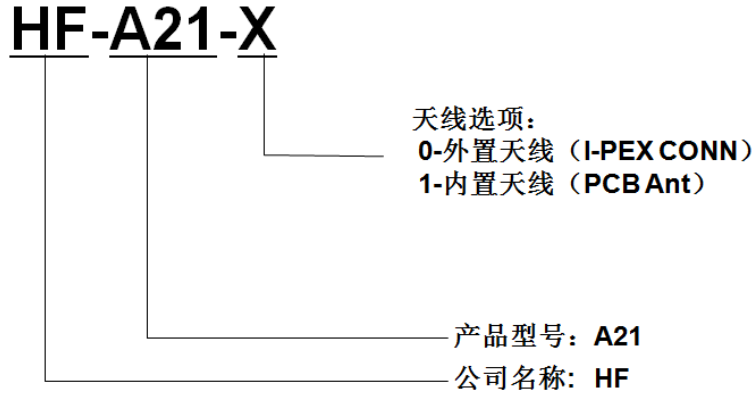 HF-A21-X
天线选项：
0-外置天线（I-PEX CONN）
1-内置天线（PCB Ant）
产品型号：A21
公司名称: HF